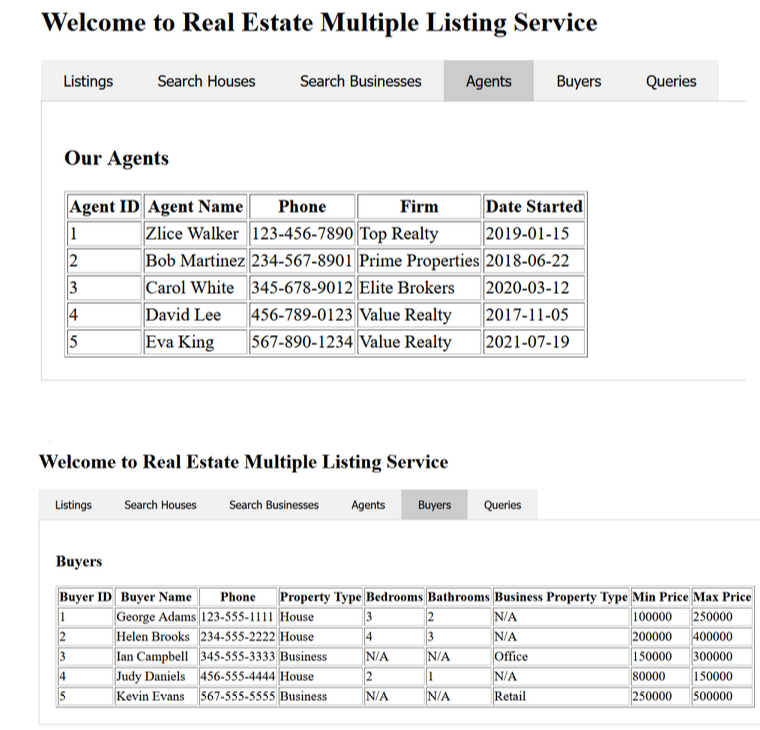 Welcome to Real Estate Multiple Listing Service
Listings Search Houses Search Businesses Agents Buyers Queries
Our Agents
Agent ID Agent Name Phone Firm Date Started
1 Zlice Walker 123-456-7890 Top Realty 2019-01-15
2 Bob Martinez 234-567-8901 Prime Properties 2018-06-22
3 Carol White 345-678-9012 Elite Brokers 2020-03-12
4 David Lee 456-789-0123 Value Realty 2017-11-05
5 Eva King 567-890-1234 Value Realty 2021-07-19
Welcome to Real Estate Multiple Listing Service
Listings Search Houses Search Businesses Agents Buyers Queries
Buyers
Buyer ID Buyer Name Phone Property Type Bedrooms Bathrooms Business Property Type Min Price Max Price
1 George Adams 123-555-1111 House 3 2 N/A 100000 250000
2 Helen Brooks 234-555-2222 House 4 3 N/A 200000 400000
3 Ian Campbell 345-555-3333 Business N/A N/A Office 150000 300000
4 Judy Daniels 456-555-4444 House 2 1 N/A 80000 150000
5 Kevin Evans 567-555-5555 Business N/A N/A Retail 250000 500000